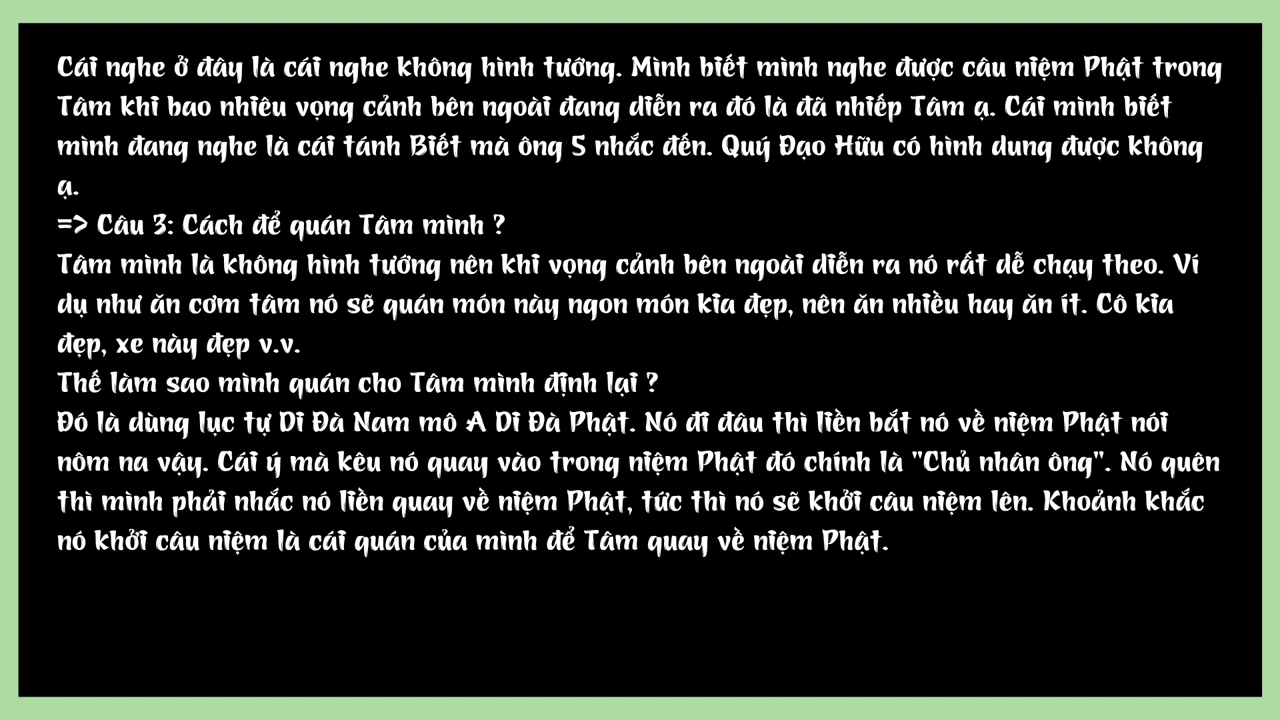 Cái nghe ở đây là cái nghe không hình tướng. Mình biết mình nghe được câu niệm Phật trong
Tâm khi bao nhiêu vọng cảnh bên ngoài đang diễn ra đó là đã nhiếp Tâm ạ. Cái mình biết
mình đang nghe là cái tánh Biết mà ông 5 nhắc đến. Quý Đạo Hữu có hình dung được không
ạ.
=> Câu 3: Cách để quán Tâm mình ?
Tâm mình là không hình tướng nên khi vọng cảnh bên ngoài diễn ra nó rất dễ chạy theo. Ví
dụ như ăn cơm tâm nó sẽ quán món này ngon món kia đẹp, nên ăn nhiều hay ăn ít. Cô kia
đẹp, xe này đẹp v.v.
Thế làm sao mình quán cho Tâm mình định lại ?
Đó là dùng lục tự Di Đà Nam mô A Di Đà Phật. Nó đi đâu thì liền bắt nó về niệm Phật nói
nôm na vậy. Cái ý mà kêu nó quay vào trong niệm Phật đó chính là "Chủ nhân ông". Nó quên
thì mình phải nhắc nó liền quay về niệm Phật, tức thì nó sẽ khởi câu niệm lên. Khoảnh khắc
nó khởi câu niệm là cái quán của mình để Tâm quay về niệm Phật.